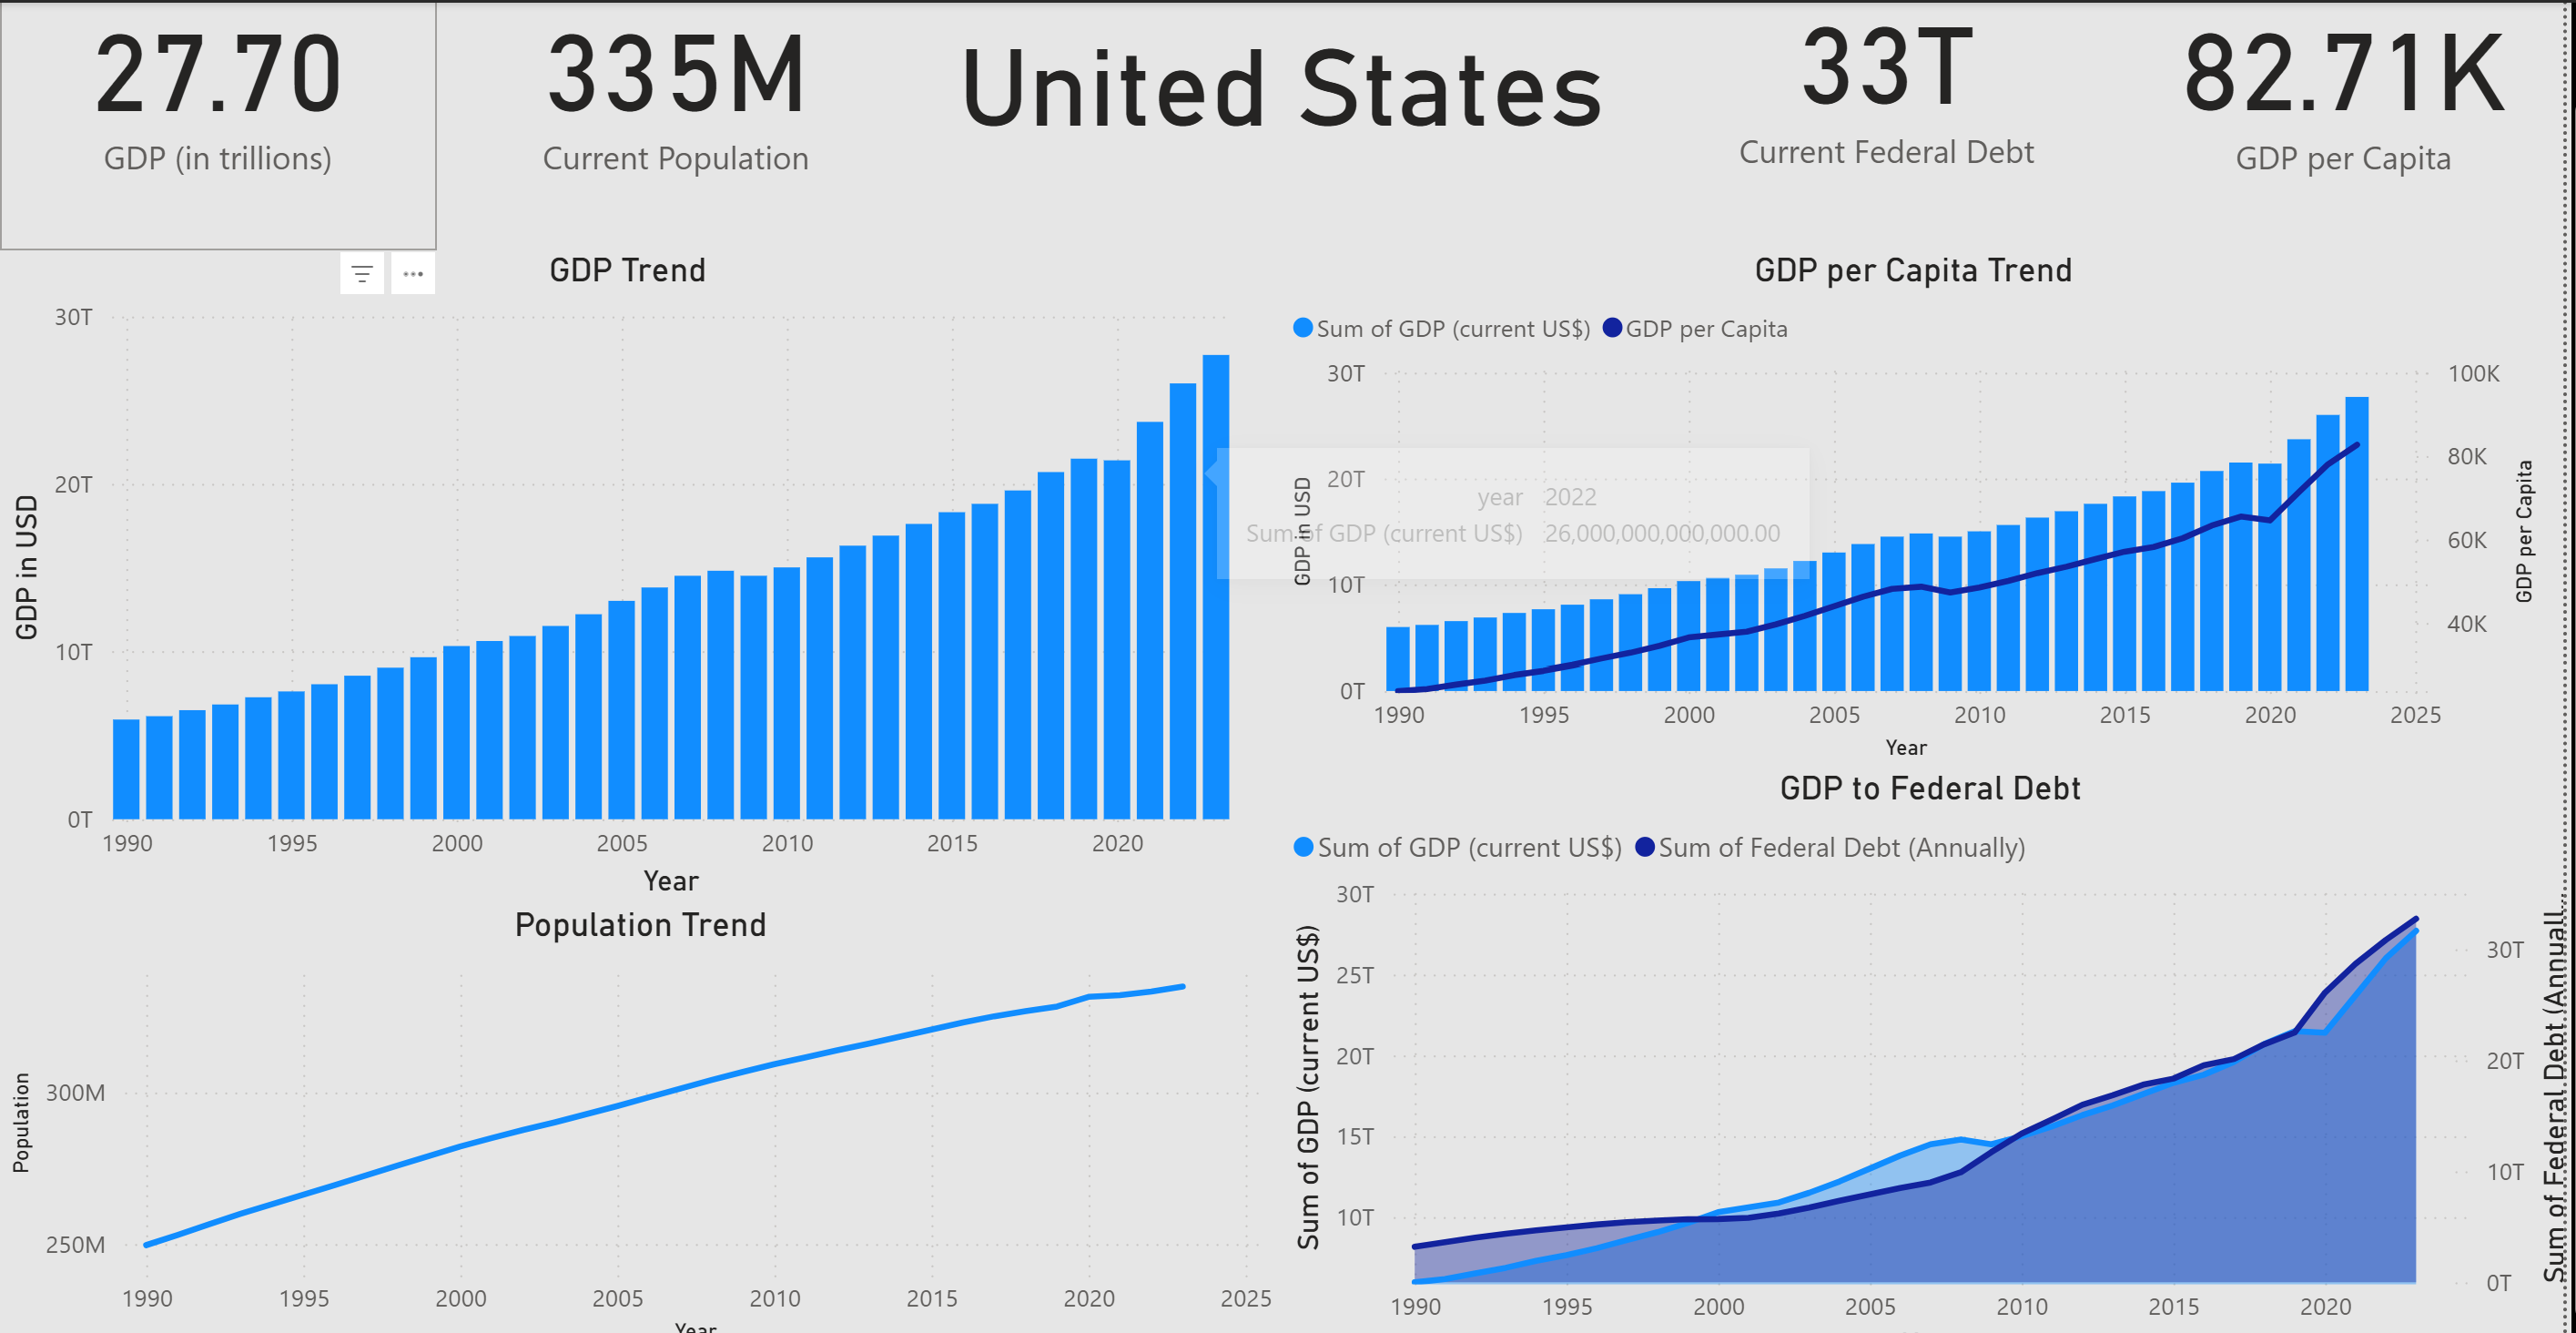 27.70
GDP (in trillions)
335M
Current Population
United States
33T
Current Federal Debt
82.71K
GDP per Capita
GDP Trend
30T
20T
10T
0T
GDP in USD
1990 1995 2000 2005 2010 2015 2020
Year
GDP per Capita Trend
Sum of GDP (current US$) GDP per Capita
30T
20T
10T
0T
GDP in USD
100K
80K
60K
40K
GDP per Capita
1990 1995 2000 2005 2010 2015 2020 2025
Year
year 2022
Sum of GDP (current US$) 26,000,000,000,000.00
Population Trend
300M
250M
Population
1990 1995 2000 2005 2010 2015 2020 2025
Year
GDP to Federal Debt
Sum of GDP (current US$) Sum of Federal Debt (Annually)
30T
25T
20T
15T
10T
Sum of GDP (current US$)
30T
20T
10T
0T
Sum of Federal Debt (Annuall...
1990 1995 2000 2005 2010 2015 2020